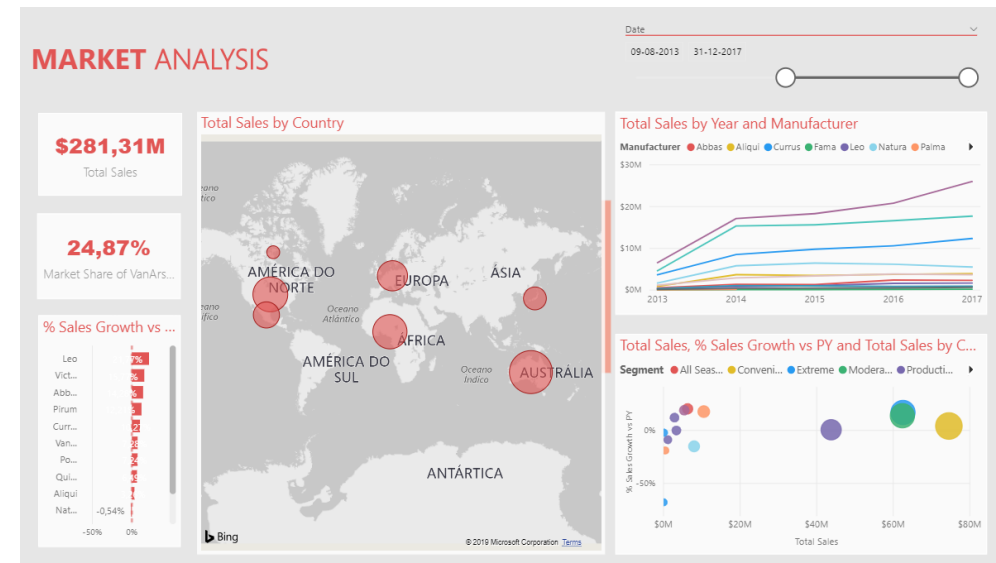 Date
09-08-2013 31-12-2017
MARKET ANALYSIS
$281,31M
Total Sales
24,87%
Market Share of VanArs...
% Sales Growth vs ...
Leo
Vict...
Abb...
Pirum
Curr...
Van...
Po...
Qui...
Aliqui
Nat... -0,54%
-50% 0%
Total Sales by Country
AMÉRICA DO
NORTE
EUROPA
ÁSIA
Oceano
Atlântico
ÁFRICA
AMÉRICA DO
SUL
Oceano
Índico
AUSTRÁLIA
ANTÁRTICA
Bing
© 2019 Microsoft Corporation Terms
Total Sales by Year and Manufacturer
Manufacturer Abbas Aliqui Currus Fama Leo Natura Palma
$30M
$20M
$10M
$0M
2013 2014 2015 2016 2017
Total Sales, % Sales Growth vs PY and Total Sales by C...
Segment All Seas... Conveni... Extreme Modera... Producti...
% Sales Growth vs PY
0%
-50%
$0M $20M $40M $60M $80M
Total Sales